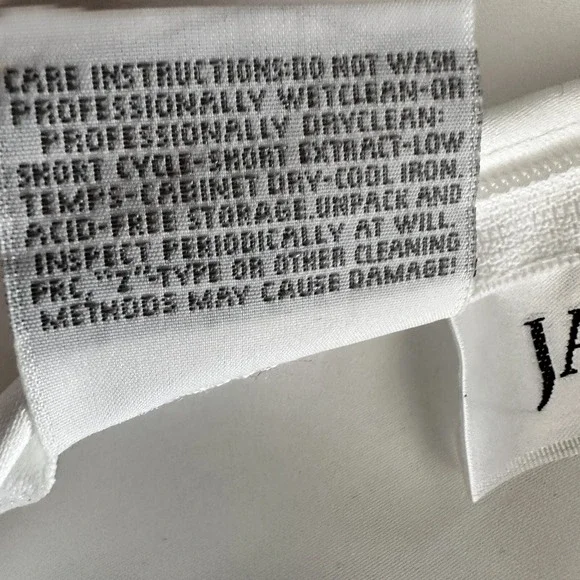 CARE INSTRUCTIONS:DO NOT WASH.
PROFESSIONALLY WETCLEAN-OR
PROFESSIONALLY DRYCLEAN:
SHORT CYCLE-SHORT EXTRACT-LOW
TEMPS-CABINET DRY-COOL IRON.
ACID-FREE STORAGE.UNPACK AND
INSPECT PERIODICALLY AT WILL.
PRC, "Z"TYPE OR OTHER CLEANING
METHODS MAY CAUSE DAMAGE!
JA